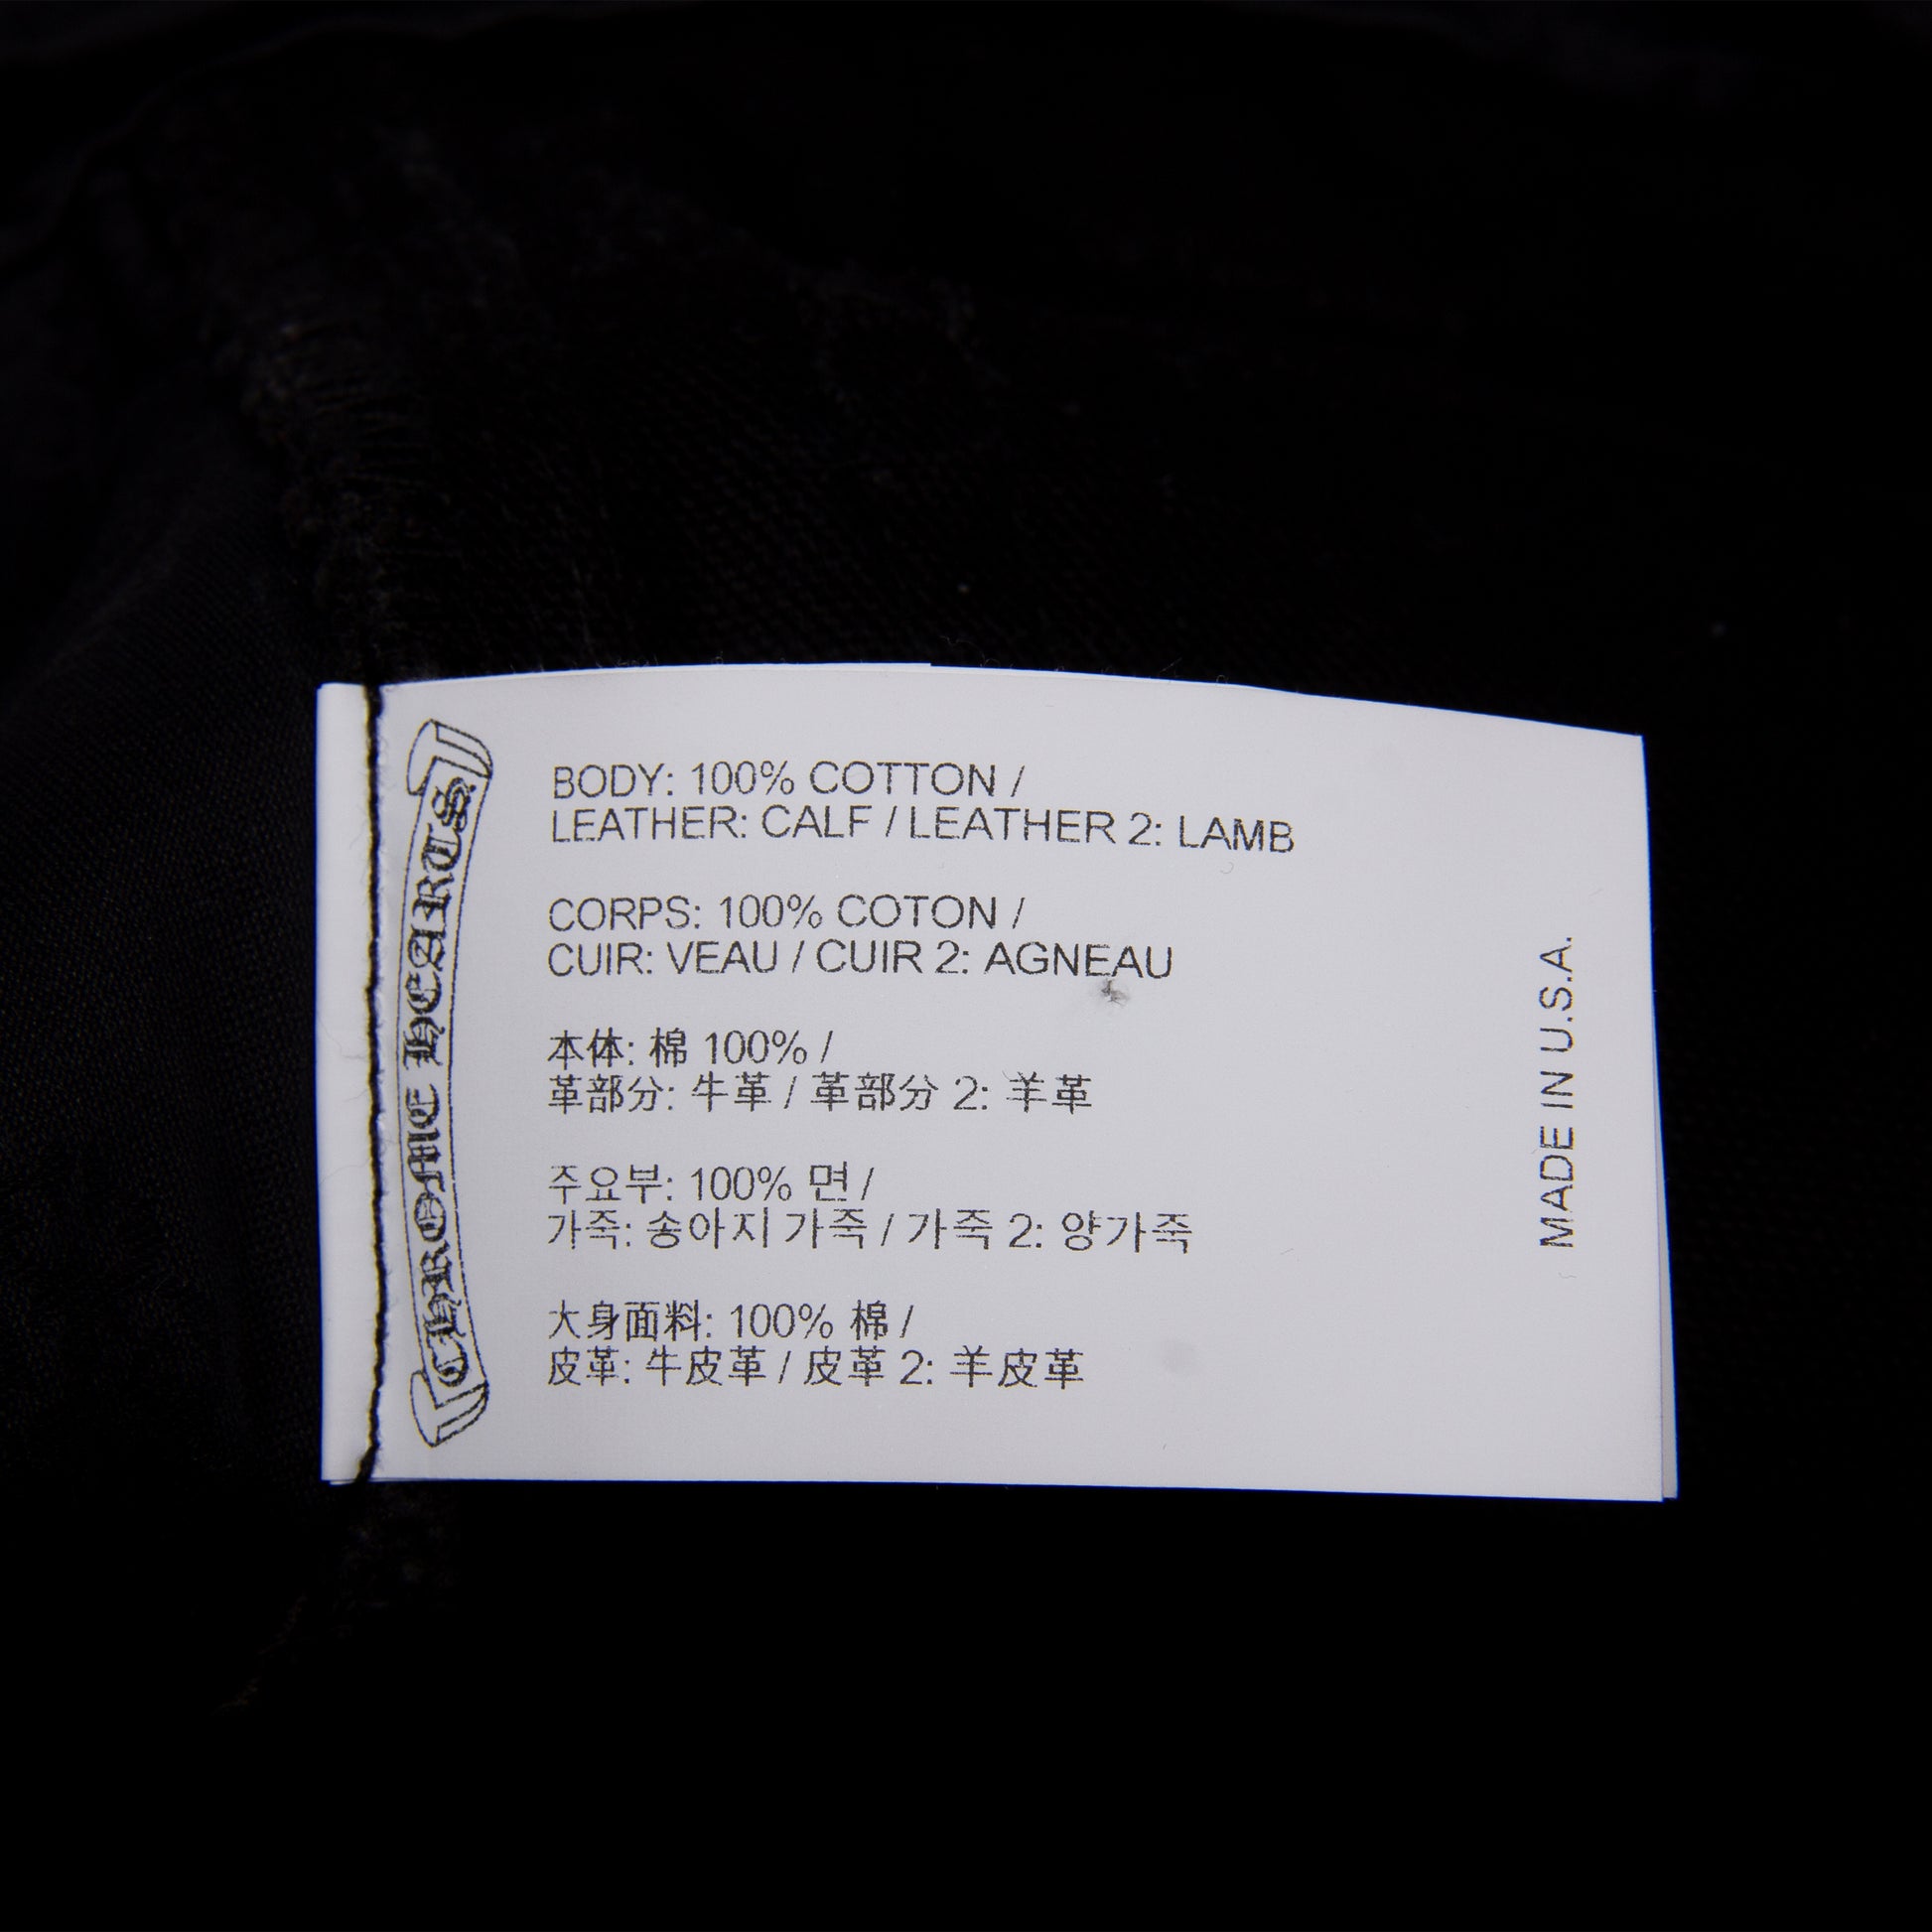 CHROME HEARTS
BODY: 100% COTTON /
LEATHER: CALF / LEATHER 2: LAMB
CORPS: 100% COTON /
CUIR: VEAU / CUIR 2: AGNEAU
本体: 棉 100% /
革部分: 牛革 / 革部分 2: 羊革
주요부: 100% 면 /
가죽: 송아지 가죽 / 가죽 2: 양가죽
大身面料: 100% 棉 /
皮革: 牛皮革 / 皮革 2: 羊皮革
MADE IN U.S.A.